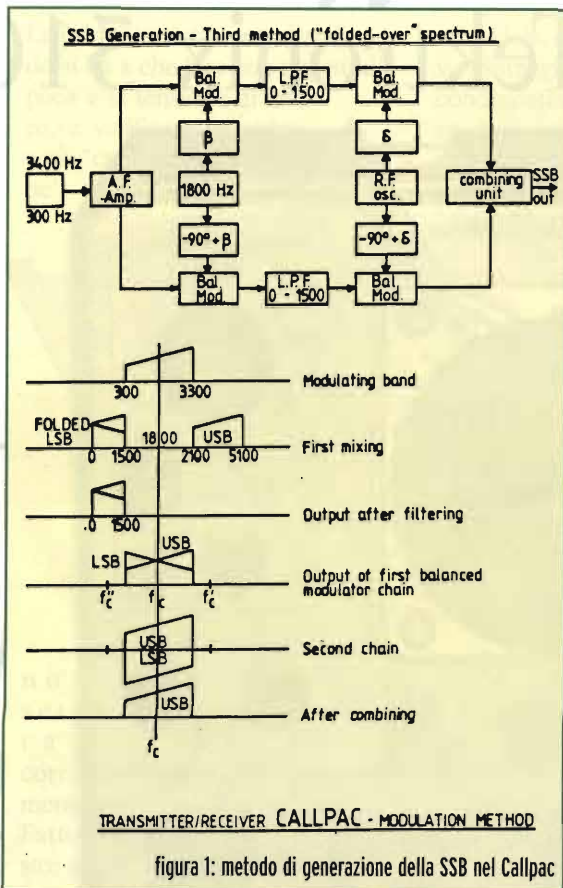 SSB Generation - Third method ("folded-over" spectrum)
Bal. Mod.
L.P.F. 0 - 1500
Bal. Mod.
β
δ
3400 Hz
300 Hz
A.F. -Amp.
1800 Hz
R.F. osc.
combining unit
SSB out
-90° + β
-90° + δ
Bal. Mod.
L.P.F. 0 - 1500
Bal. Mod.
300
3300
Modulating band
FOLDED LSB
1800
USB
0
1500
2100
5100
First mixing
.0
1500
Output after filtering
LSB
USB
f"c
fc
f'c
Output of first balanced modulator chain
USB
LSB
Second chain
USB
After combining
fc
TRANSMITTER/RECEIVER CALLPAC - MODULATION METHOD
figura 1: metodo di generazione della SSB nel Callpac